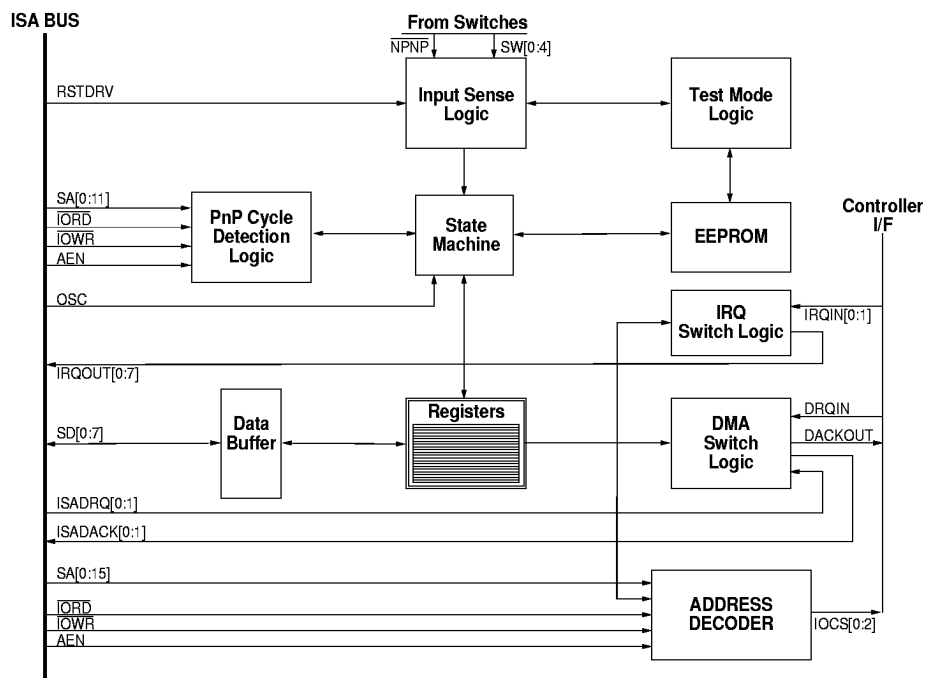 ISA BUS
From Switches
NPNP
SW[0:4]
RSTDRV
Input Sense
Logic
Test Mode
Logic
SA[0:11]
IORD
IOWR
AEN
PnP Cycle
Detection
Logic
State
Machine
EEPROM
Controller
I/F
OSC
IRQ
Switch Logic
IRQIN[0:1]
IRQOUT[0:7]
Registers
Data
Buffer
SD[0:7]
DMA
Switch
Logic
DRQIN
DACKOUT
ISADRQ[0:1]
ISADACK[0:1]
SA[0:15]
IORD
IOWR
AEN
ADDRESS
DECODER
IOCS[0:2]